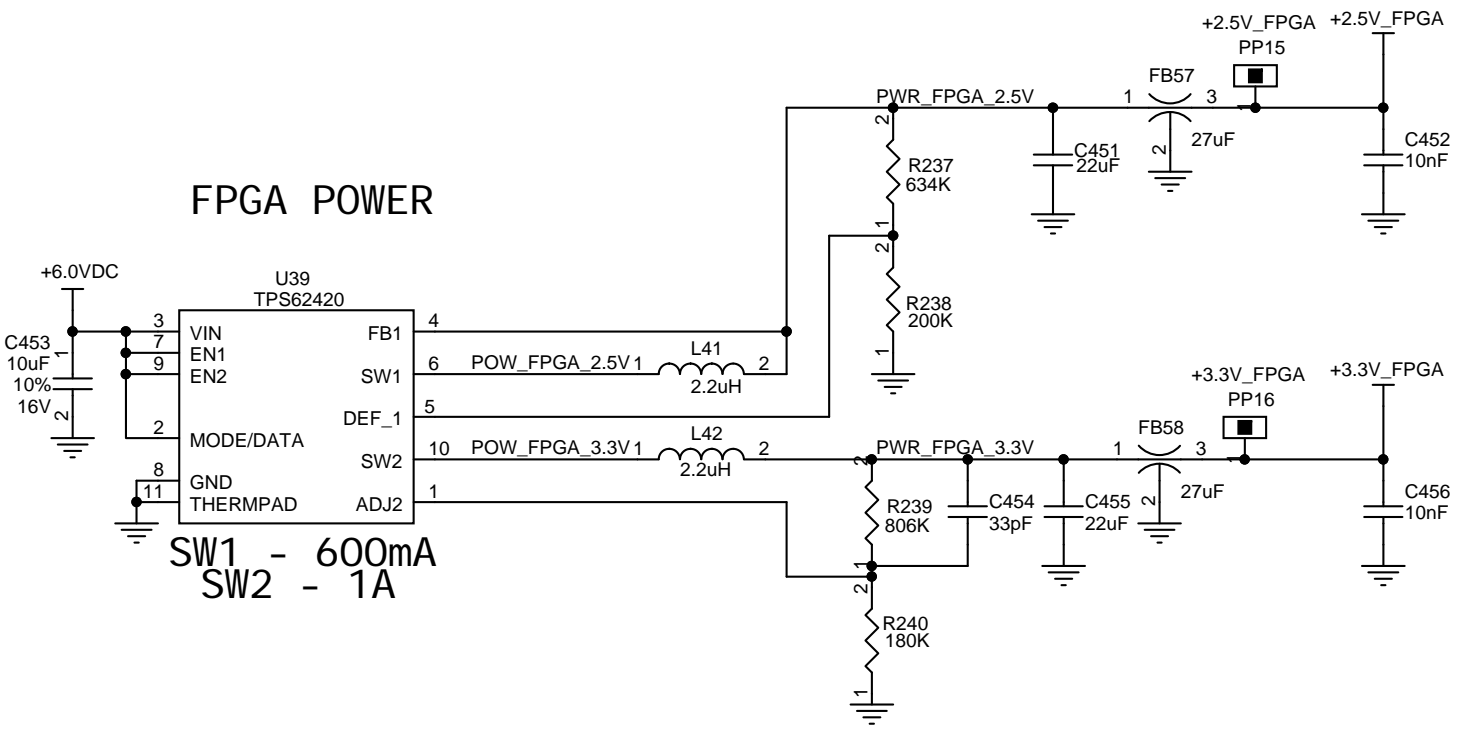 +2.5V_FPGA
+2.5V_FPGA
PP15
1
FB57
PWR_FPGA_2.5V
1
3
2
27uF
2
R237
634K
1
C451
22uF
C452
10nF
FPGA POWER
2
R238
200K
1
+6.0VDC
U39
TPS62420
C453
10uF
10%
16V
1
2
3
VIN
7
EN1
9
EN2
2
MODE/DATA
8
GND
11
THERMPAD
FB1
4
SW1
6
DEF_1
5
SW2
10
ADJ2
1
POW_FPGA_2.5V
1
L41
2
2.2uH
POW_FPGA_3.3V
1
L42
2
2.2uH
SW1 - 600mA
SW2 - 1A
+3.3V_FPGA
+3.3V_FPGA
PP16
1
FB58
PWR_FPGA_3.3V
1
3
2
27uF
2
R239
806K
1
C454
33pF
C455
22uF
C456
10nF
2
R240
180K
1